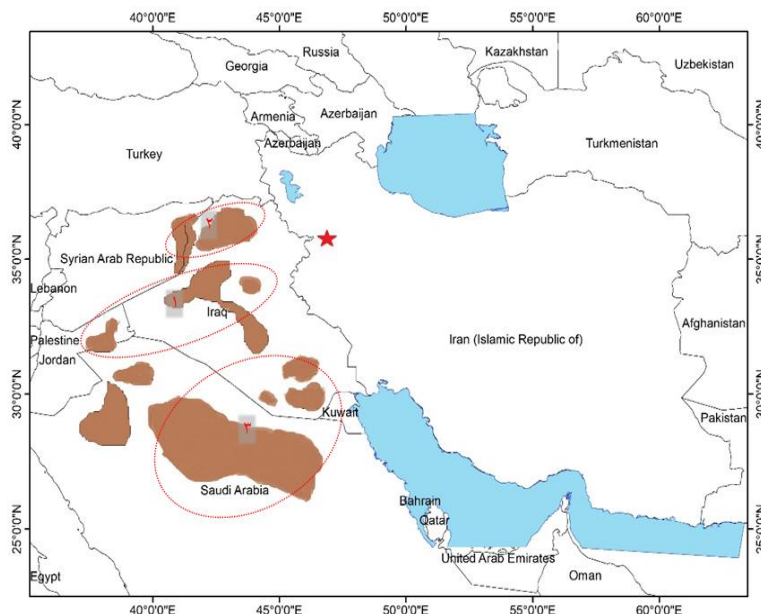 40°0'0"E 45°0'0"E 50°0'0"E 55°0'0"E 60°0'0"E
Russia
Kazakhstan
Georgia
Uzbekistan
40°0'0"N
Armenia
Azerbaijan
40°0'0"N
Azerbaijan
Turkmenistan
Turkey
۲
35°0'0"N
Syrian Arab Republic
35°0'0"N
Lebanon
۱
Iraq
Afghanistan
Palestine
Iran (Islamic Republic of)
Jordan
30°0'0"N
Kuwait
Pakistan
30°0'0"N
۳
Saudi Arabia
Bahrain
25°0'0"N
Qatar
25°0'0"N
United Arab Emirates
Egypt
Oman
40°0'0"E 45°0'0"E 50°0'0"E 55°0'0"E 60°0'0"E